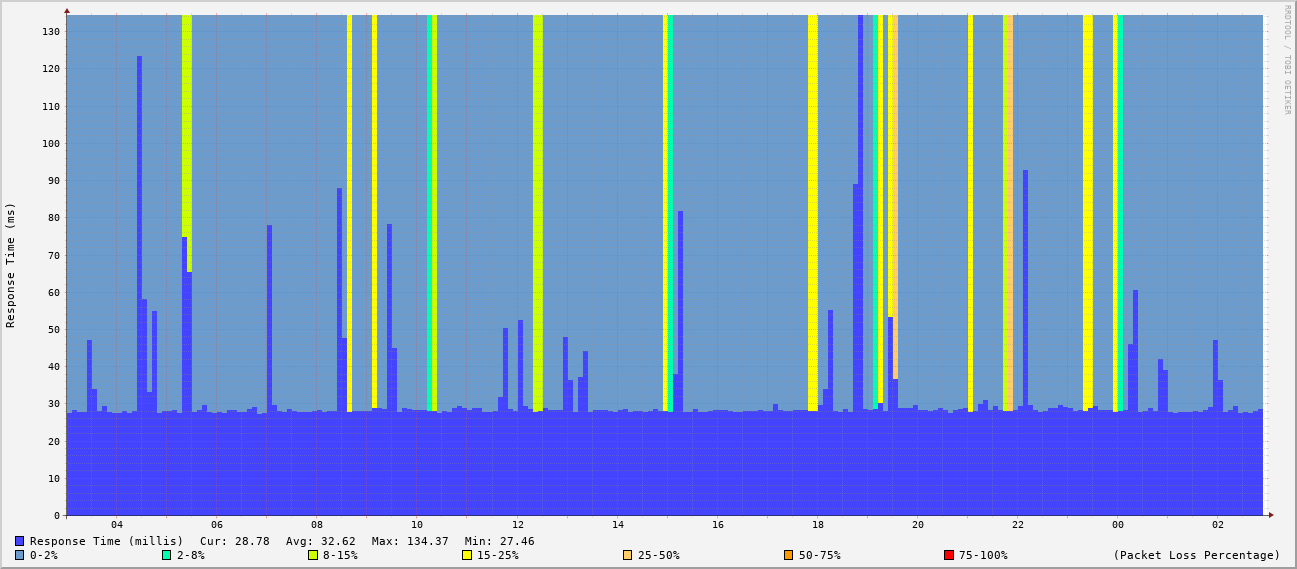 RRDTOOL / TOBI OETIKER
Response Time (ms)
130
120
110
100
90
80
70
60
50
40
30
20
10
0
04 06 08 10 12 14 16 18 20 22 00 02
Response Time (millis) Cur: 28.78 Avg: 32.62 Max: 134.37 Min: 27.46
0-2% 2-8% 8-15% 15-25% 25-50% 50-75% 75-100% (Packet Loss Percentage)